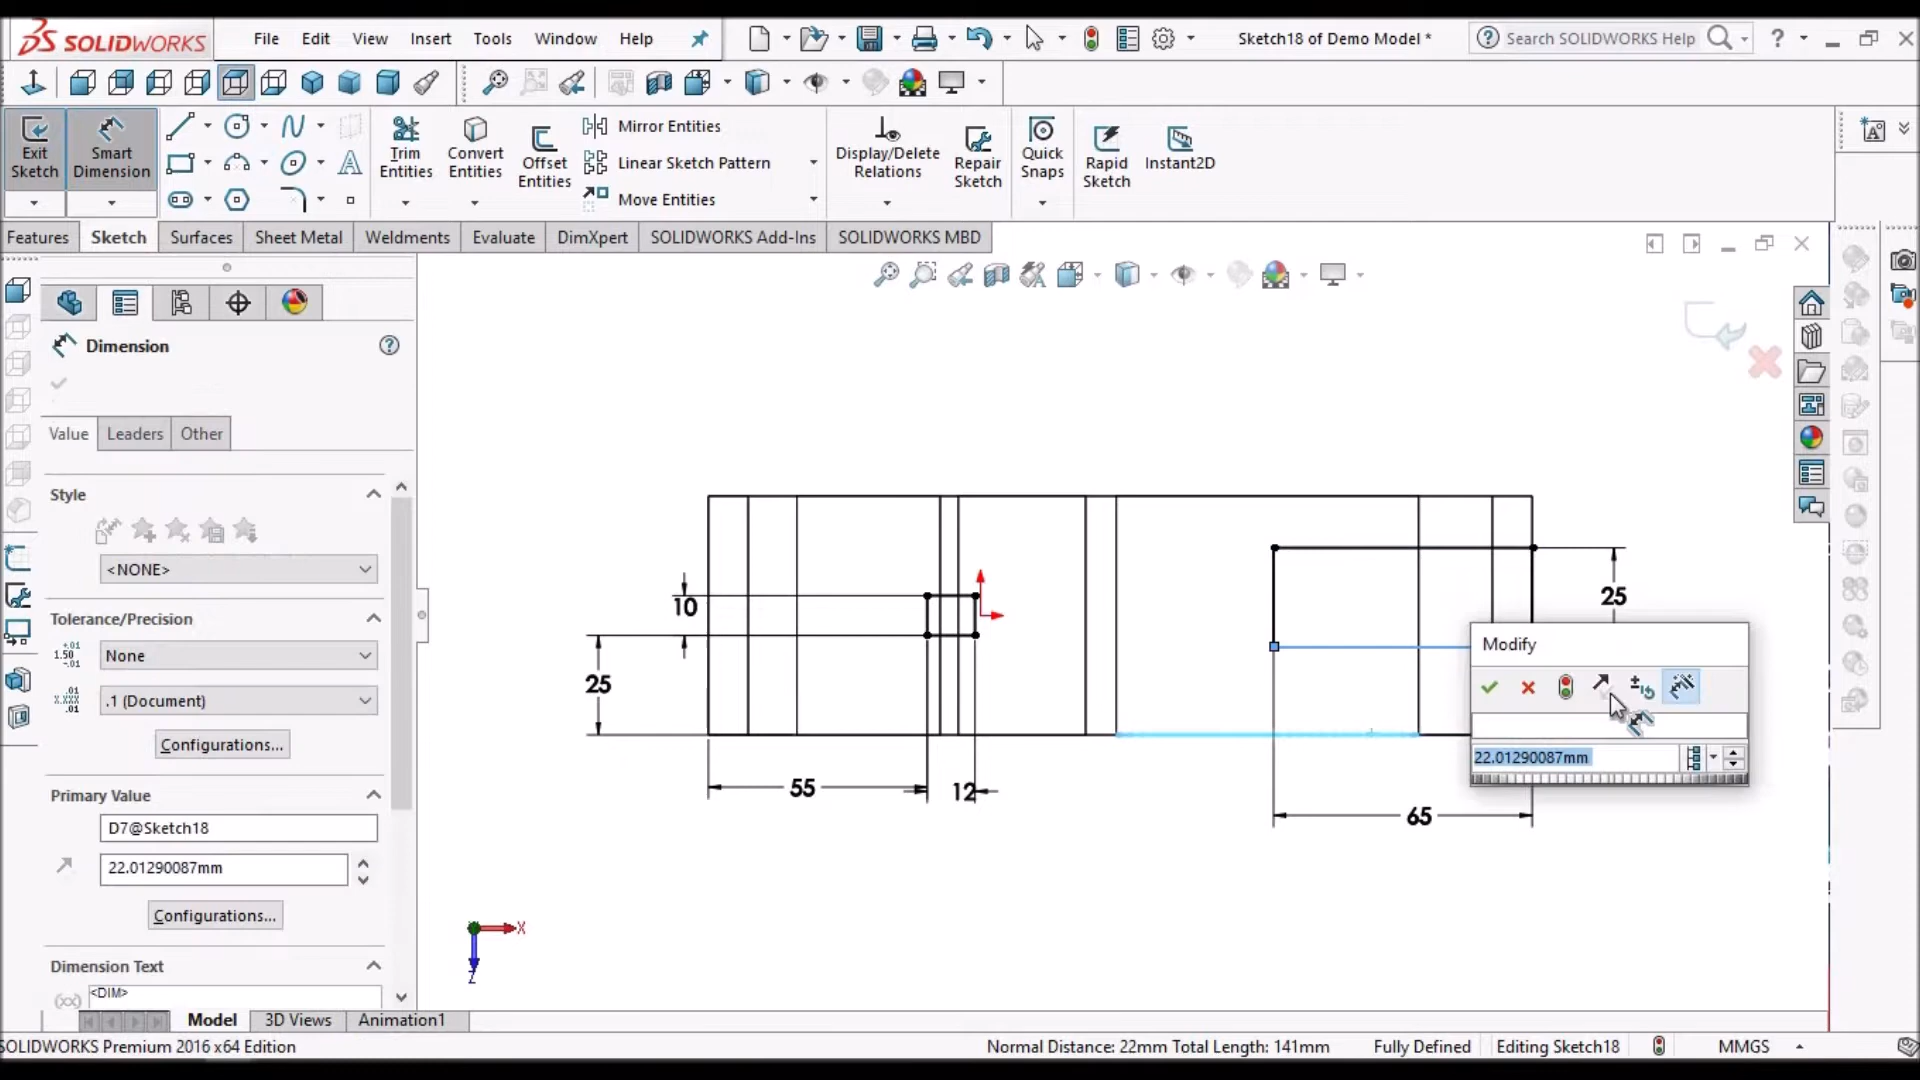 SOLIDWORKS File Edit View Insert Tools Window Help Sketch18 of Demo Model * Search SOLIDWORKS Help
Exit Sketch
Smart Dimension
Trim Entities
Convert Entities
Offset Entities
Mirror Entities
Linear Sketch Pattern
Move Entities
Display/Delete Relations
Repair Sketch
Quick Snaps
Rapid Sketch
Instant2D
Features Sketch Surfaces Sheet Metal Weldments Evaluate DimXpert SOLIDWORKS Add-Ins SOLIDWORKS MBD
Dimension
Value Leaders Other
Style
<NONE>
Tolerance/Precision
None
.1 (Document)
Configurations...
Primary Value
D7@Sketch18
22.01290087mm
Configurations...
Dimension Text
<DIM>
10
25
55
12
25
65
Modify
22.01290087mm
X
Z
Model 3D Views Animation1
SOLIDWORKS Premium 2016 x64 Edition Normal Distance: 22mm Total Length: 141mm Fully Defined Editing Sketch18 MMGS